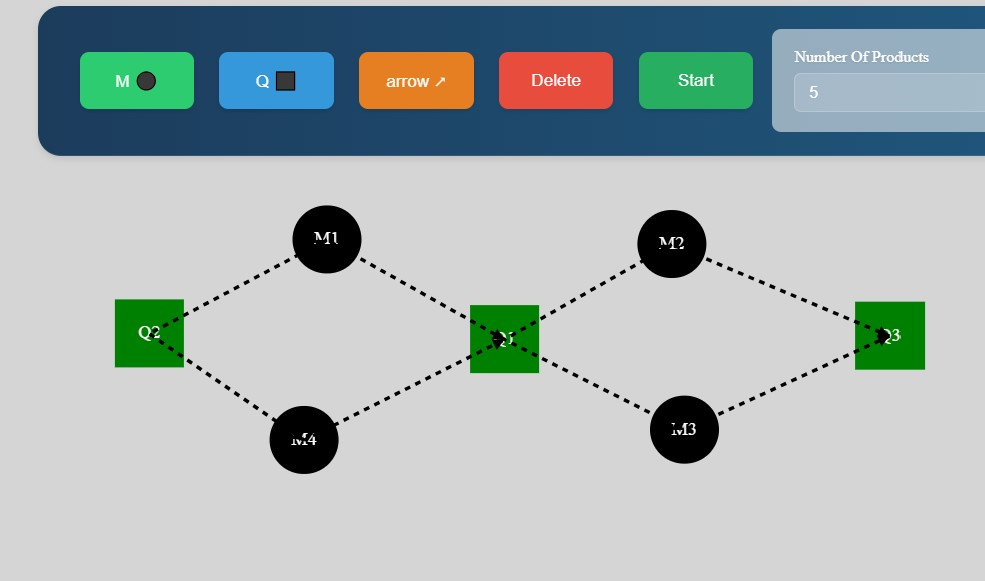 M
Q
arrow ↗
Delete
Start
Number Of Products
5
M1
M2
Q2
Q3
M4
M3